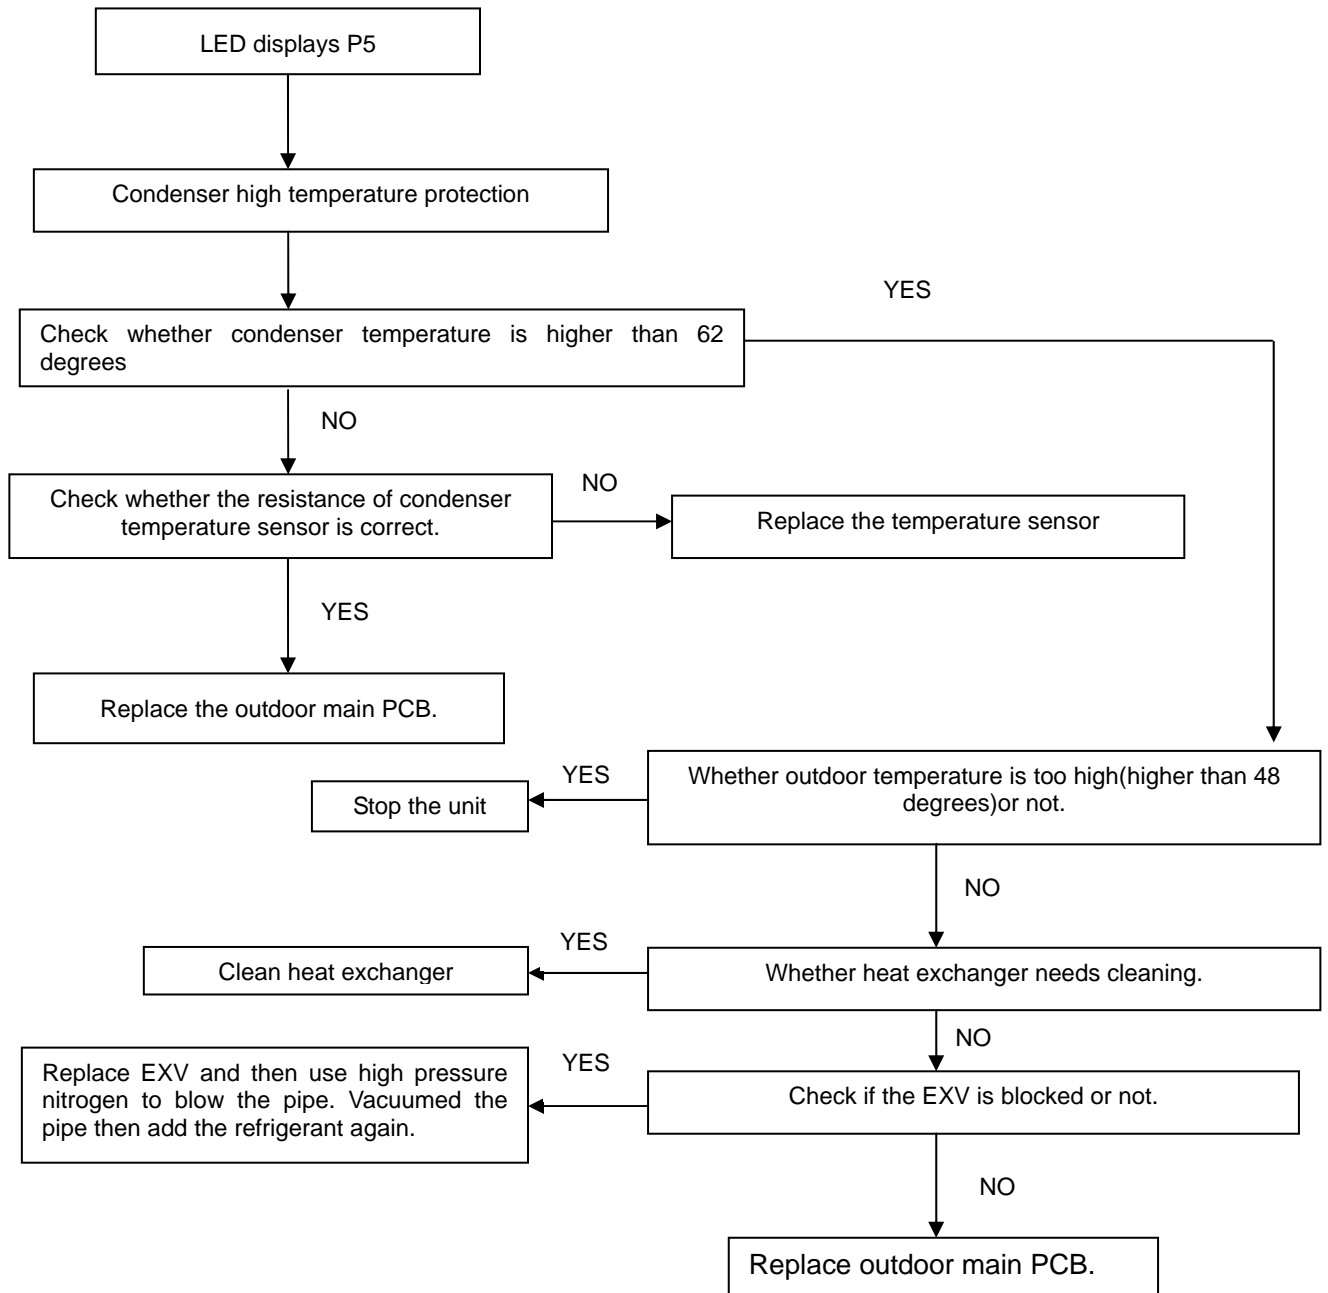 LED displays P5
Condenser high temperature protection
YES
Check whether condenser temperature is higher than 62
degrees
NO
Check whether the resistance of condenser
temperature sensor is correct.
NO
Replace the temperature sensor
YES
Replace the outdoor main PCB.
Whether outdoor temperature is too high(higher than 48
degrees)or not.
YES
Stop the unit
NO
Whether heat exchanger needs cleaning.
YES
Clean heat exchanger
NO
Check if the EXV is blocked or not.
YES
Replace EXV and then use high pressure
nitrogen to blow the pipe. Vacuumed the
pipe then add the refrigerant again.
NO
Replace outdoor main PCB.